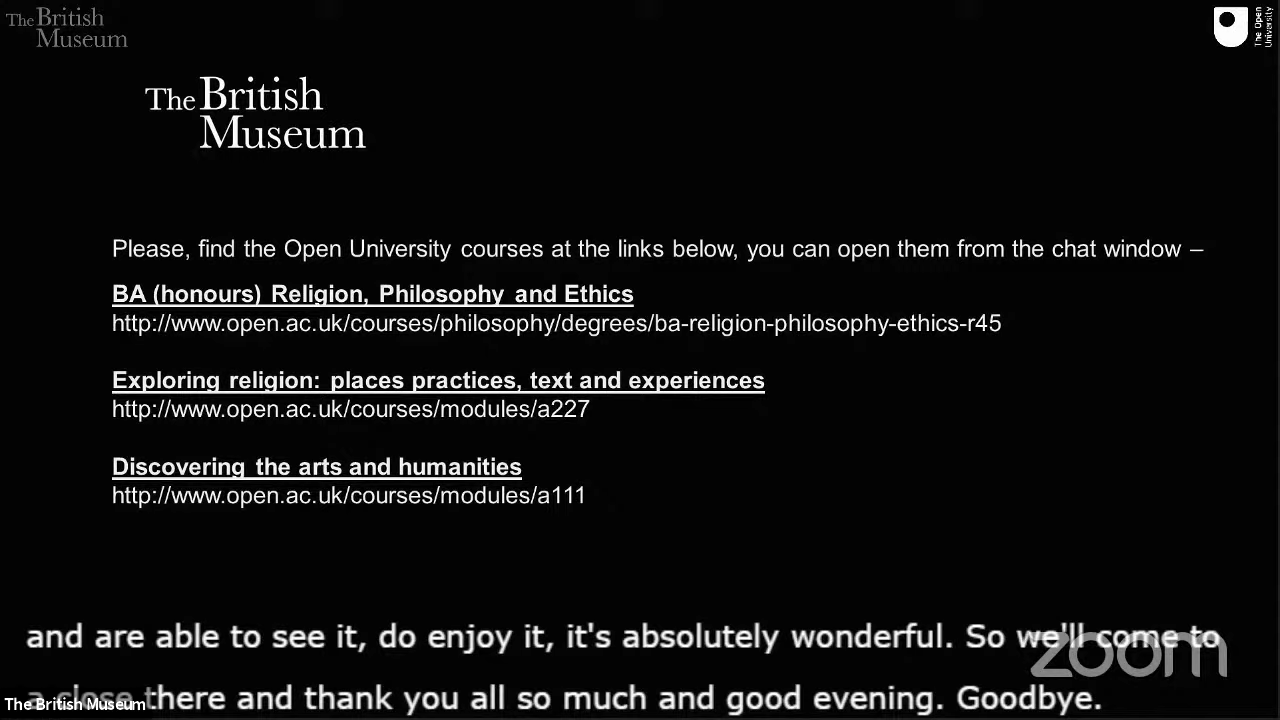 The British
Museum
The Open
University
The British
Museum
Please, find the Open University courses at the links below, you can open them from the chat window –
BA (honours) Religion, Philosophy and Ethics
http://www.open.ac.uk/courses/philosophy/degrees/ba-religion-philosophy-ethics-r45
Exploring religion: places practices, text and experiences
http://www.open.ac.uk/courses/modules/a227
Discovering the arts and humanities
http://www.open.ac.uk/courses/modules/a111
and are able to see it, do enjoy it, it's absolutely wonderful. So we'll come to
zoom
a close there and thank you all so much and good evening. Goodbye.
The British Museum